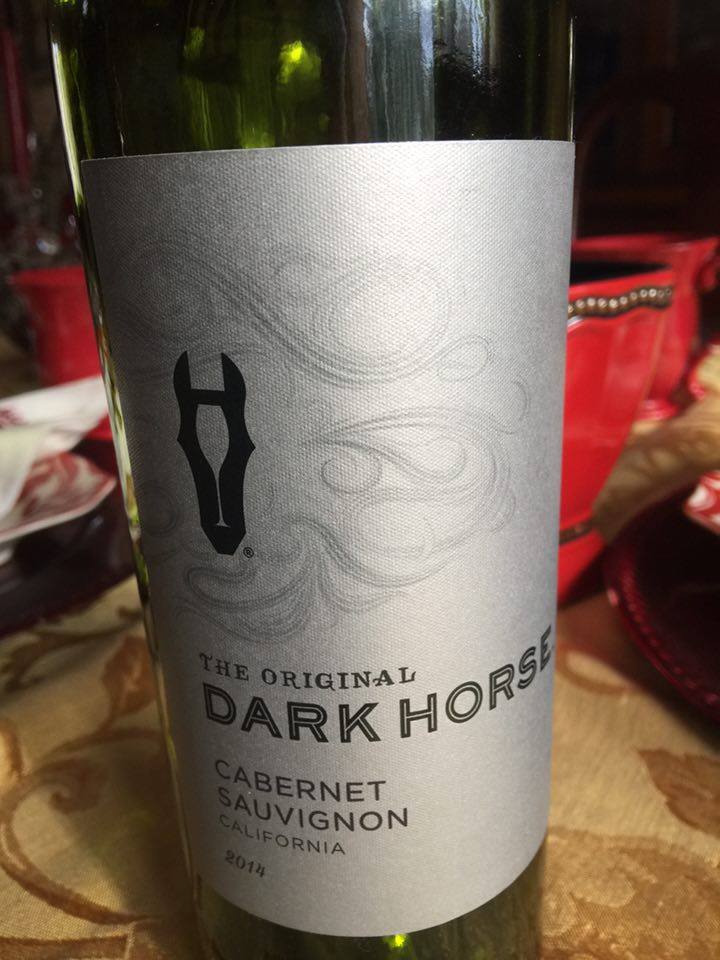 ®
THE ORIGINAL
DARK HORSE
CABERNET
SAUVIGNON
CALIFORNIA
2014